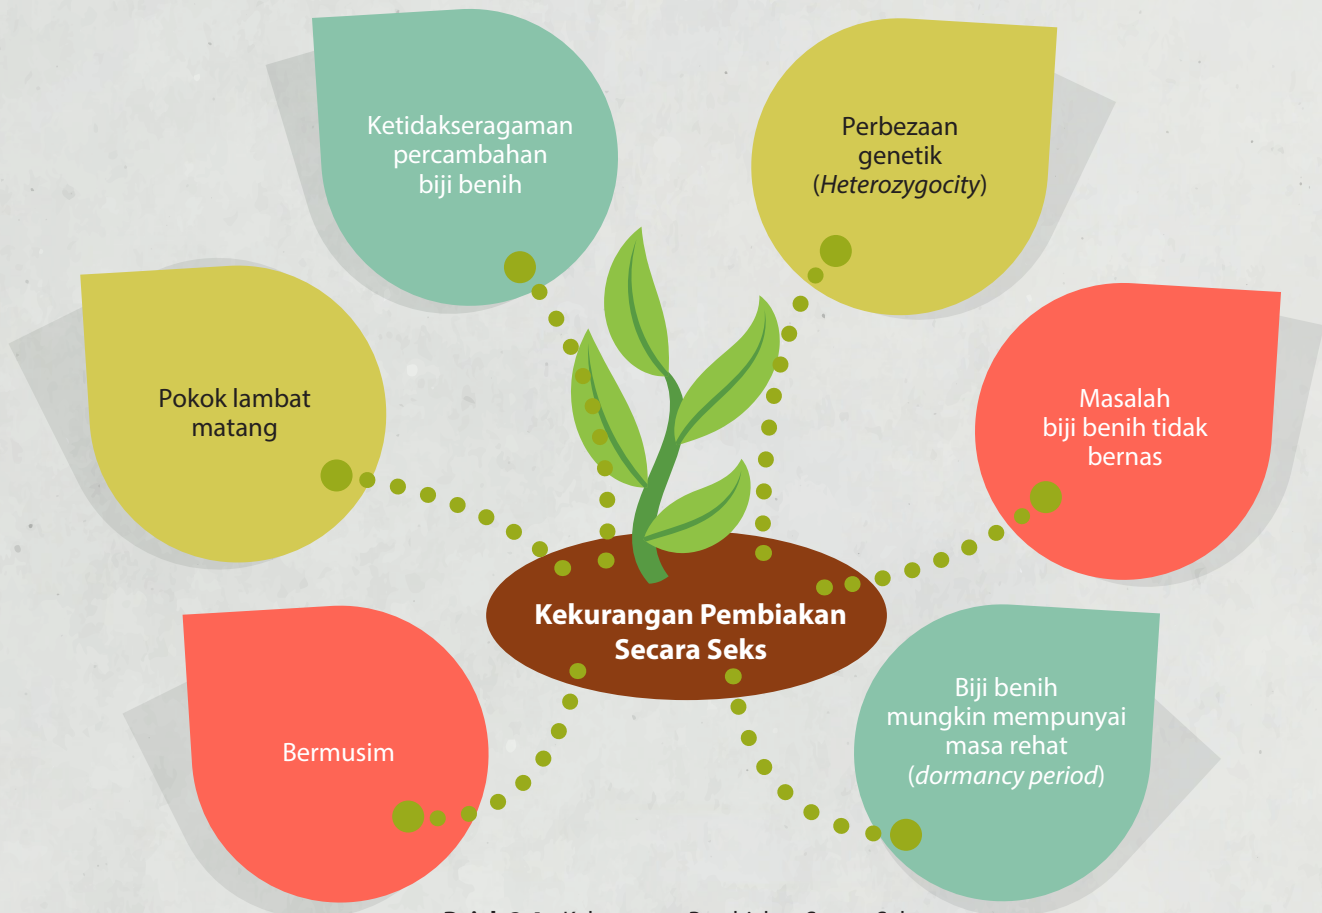 Ketidakseragaman
percambahan
biji benih
Perbezaan
genetik
(Heterozygocity)
Pokok lambat
matang
Masalah
biji benih tidak
bernas
Kekurangan Pembiakan
Secara Seks
Bermusim
Biji benih
mungkin mempunyai
masa rehat
(dormancy period)